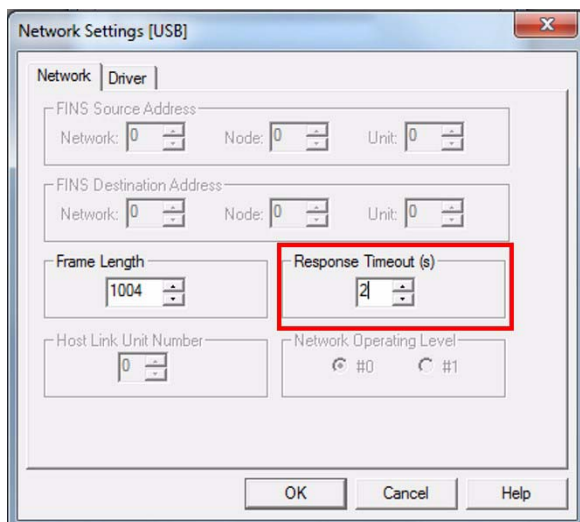 Network Settings [USB]
Network Driver
FINS Source Address
Network: 0 Node: 0 Unit: 0
FINS Destination Address
Network: 0 Node: 0 Unit: 0
Frame Length Response Timeout (s)
1004 2
Host Link Unit Number Network Operating Level
0 #0 #1
OK Cancel Help